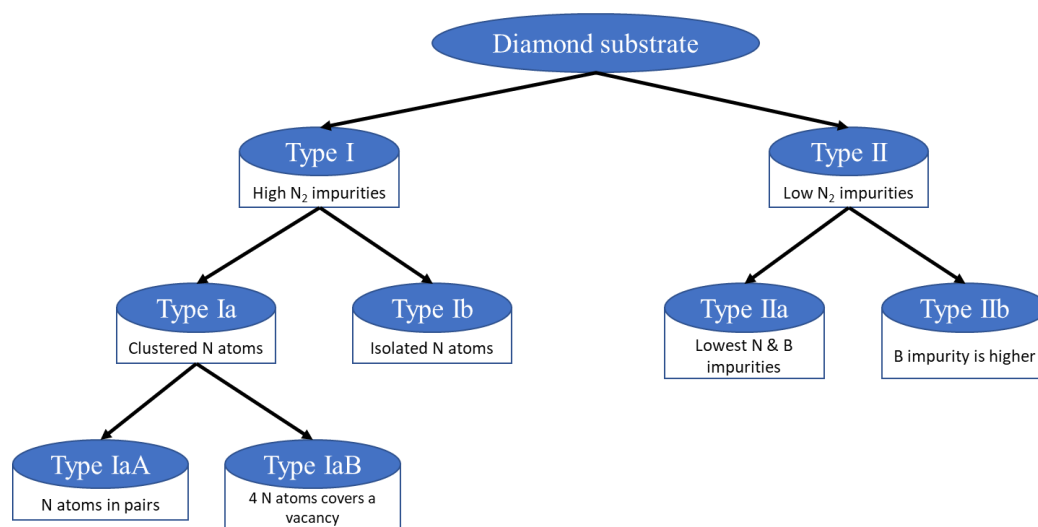 Diamond substrate
Type I
High N₂ impurities
Type II
Low N₂ impurities
Type Ia
Clustered N atoms
Type Ib
Isolated N atoms
Type IIa
Lowest N & B
impurities
Type IIb
B impurity is higher
Type IaA
N atoms in pairs
Type IaB
4 N atoms covers a
vacancy